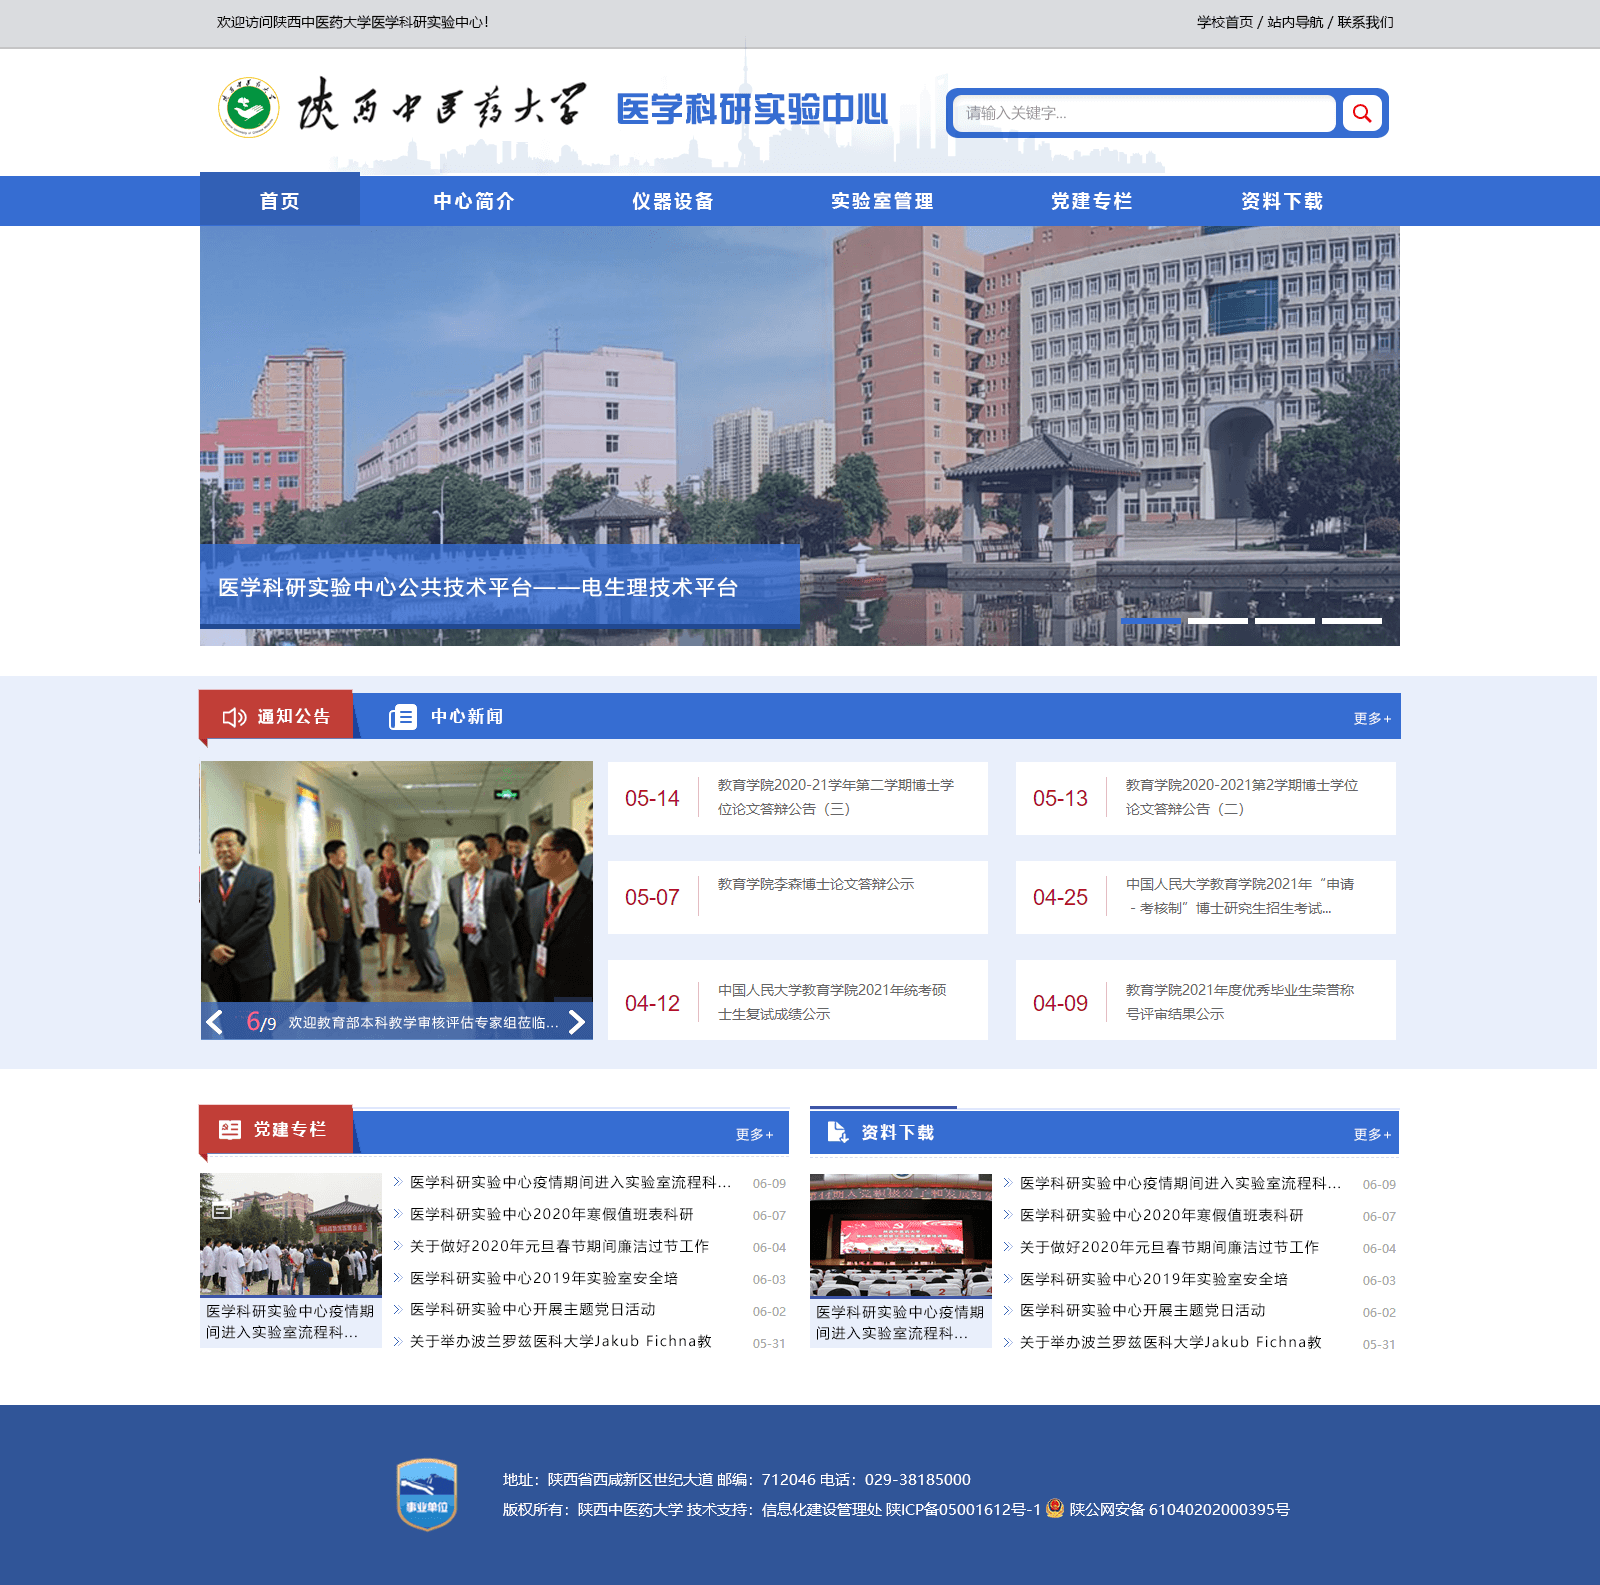 欢迎访问陕西中医药大学医学科研实验中心!
学校首页 / 站内导航 / 联系我们
陕西中医药大学
医学科研实验中心
请输入关键字...
首页
中心简介
仪器设备
实验室管理
党建专栏
资料下载
医学科研实验中心公共技术平台——电生理技术平台
通知公告
中心新闻
更多+
6/9
欢迎教育部本科教学审核评估专家组莅临...
05-14
教育学院2020-21学年第二学期博士学
位论文答辩公告（三）
05-13
教育学院2020-2021第2学期博士学位
论文答辩公告（二）
05-07
教育学院李森博士论文答辩公示
04-25
中国人民大学教育学院2021年“申请
- 考核制”博士研究生招生考试...
04-12
中国人民大学教育学院2021年统考硕
士生复试成绩公示
04-09
教育学院2021年度优秀毕业生荣誉称
号评审结果公示
党建专栏
更多+
医学科研实验中心疫情期
间进入实验室流程科...
医学科研实验中心疫情期间进入实验室流程科... 06-09
医学科研实验中心2020年寒假值班表科研 06-07
关于做好2020年元旦春节期间廉洁过节工作 06-04
医学科研实验中心2019年实验室安全培 06-03
医学科研实验中心开展主题党日活动 06-02
关于举办波兰罗兹医科大学Jakub Fichna教 05-31
资料下载
更多+
医学科研实验中心疫情期
间进入实验室流程科...
医学科研实验中心疫情期间进入实验室流程科... 06-09
医学科研实验中心2020年寒假值班表科研 06-07
关于做好2020年元旦春节期间廉洁过节工作 06-04
医学科研实验中心2019年实验室安全培 06-03
医学科研实验中心开展主题党日活动 06-02
关于举办波兰罗兹医科大学Jakub Fichna教 05-31
事业单位
地址：陕西省西咸新区世纪大道 邮编：712046 电话：029-38185000
版权所有：陕西中医药大学 技术支持：信息化建设管理处 陕ICP备05001612号-1 陕公网安备 61040202000395号